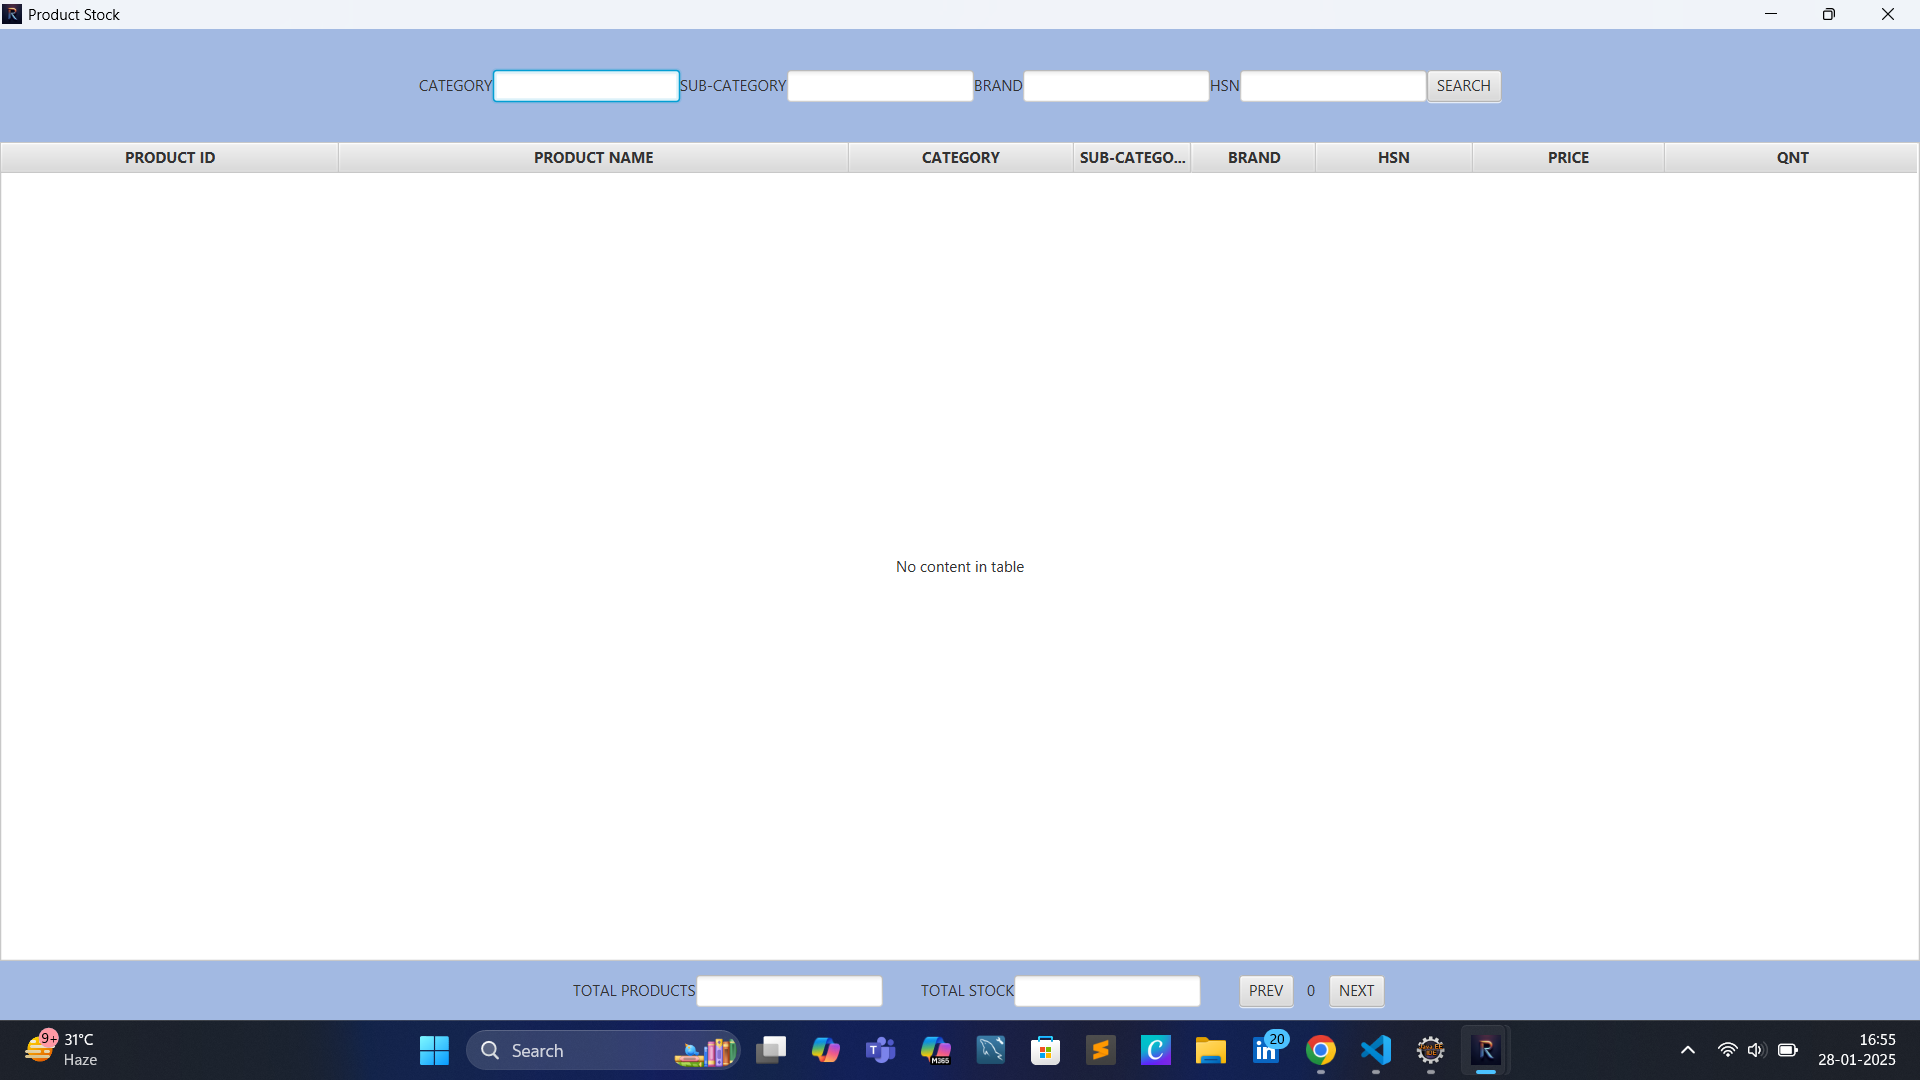 Product Stock
CATEGORY SUB-CATEGORY BRAND HSN SEARCH
PRODUCT ID PRODUCT NAME CATEGORY SUB-CATEGO... BRAND HSN PRICE QNT
No content in table
TOTAL PRODUCTS TOTAL STOCK PREV 0 NEXT
9+ 31°C
Haze
Search
M365
20
16:55
28-01-2025